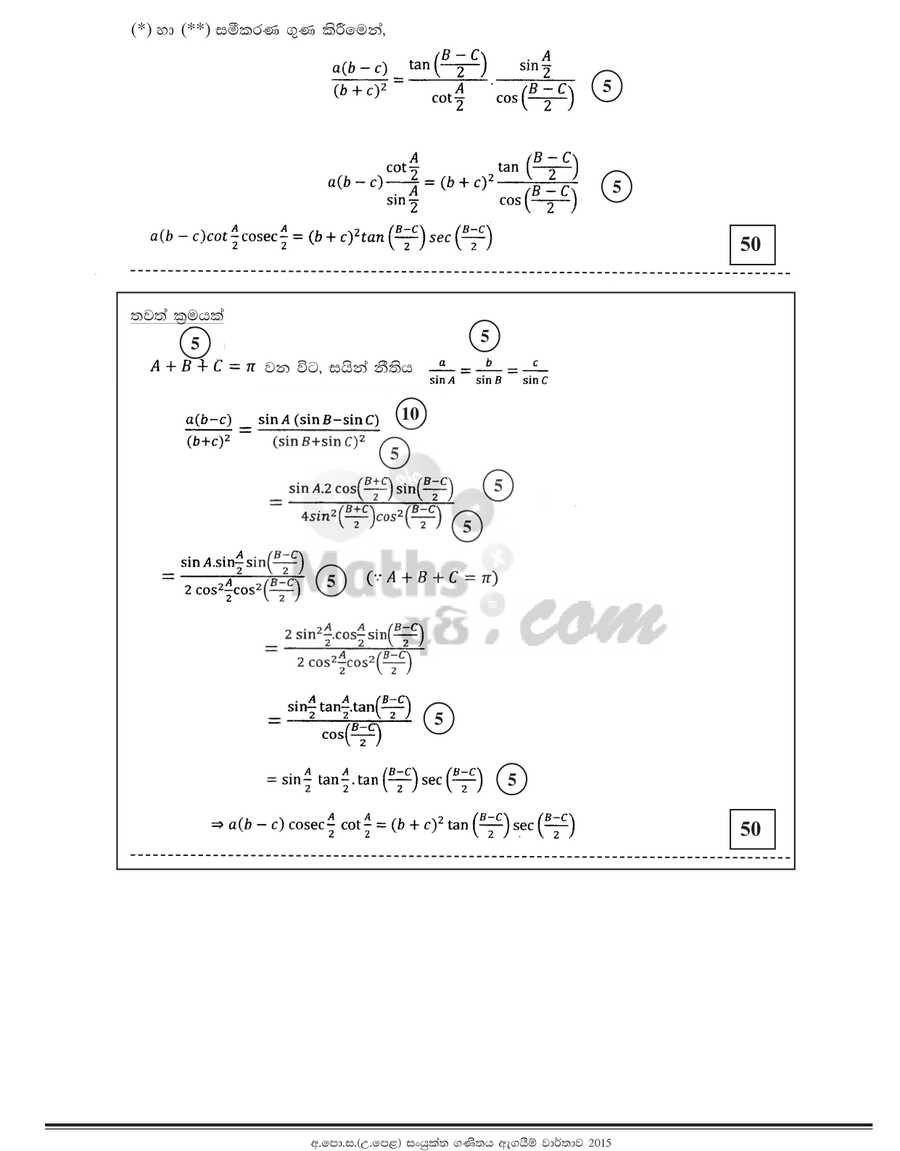 (*) හා (**) සමීකරණ ගුණ කිරීමෙන්,
a(b − c)/(b + c)² = tan((B − C)/2)/cot(A/2) · sin(A/2)/cos((B − C)/2) (5)
a(b − c) cot(A/2)/sin(A/2) = (b + c)² tan((B − C)/2)/cos((B − C)/2) (5)
a(b − c)cot(A/2) cosec(A/2) = (b + c)²tan((B−C)/2) sec((B−C)/2) 50
තවත් ක්‍රමයක්
(5) (5)
A + B + C = π වන විට, සයින් නීතිය a/sin A = b/sin B = c/sin C
a(b−c)/(b+c)² = sin A (sin B−sin C)/(sin B+sin C)² (10) (5)
= sin A.2 cos((B+C)/2) sin((B−C)/2)/4sin²((B+C)/2)cos²((B−C)/2) (5) (5)
= sin A.sin(A/2) sin((B−C)/2)/2 cos²(A/2)cos²((B−C)/2) (5) (∵ A + B + C = π)
= 2 sin²(A/2).cos(A/2) sin((B−C)/2)/2 cos²(A/2)cos²((B−C)/2)
= sin(A/2) tan(A/2).tan((B−C)/2)/cos((B−C)/2) (5)
= sin(A/2) tan(A/2). tan((B−C)/2) sec((B−C)/2) (5)
⇒ a(b − c) cosec(A/2) cot(A/2) = (b + c)² tan((B−C)/2) sec((B−C)/2) 50
Maths
අපි . com
අ.පො.ස.(උ.පෙළ) සංයුක්ත ගණිතය ඇගයීම් වාර්තාව 2015